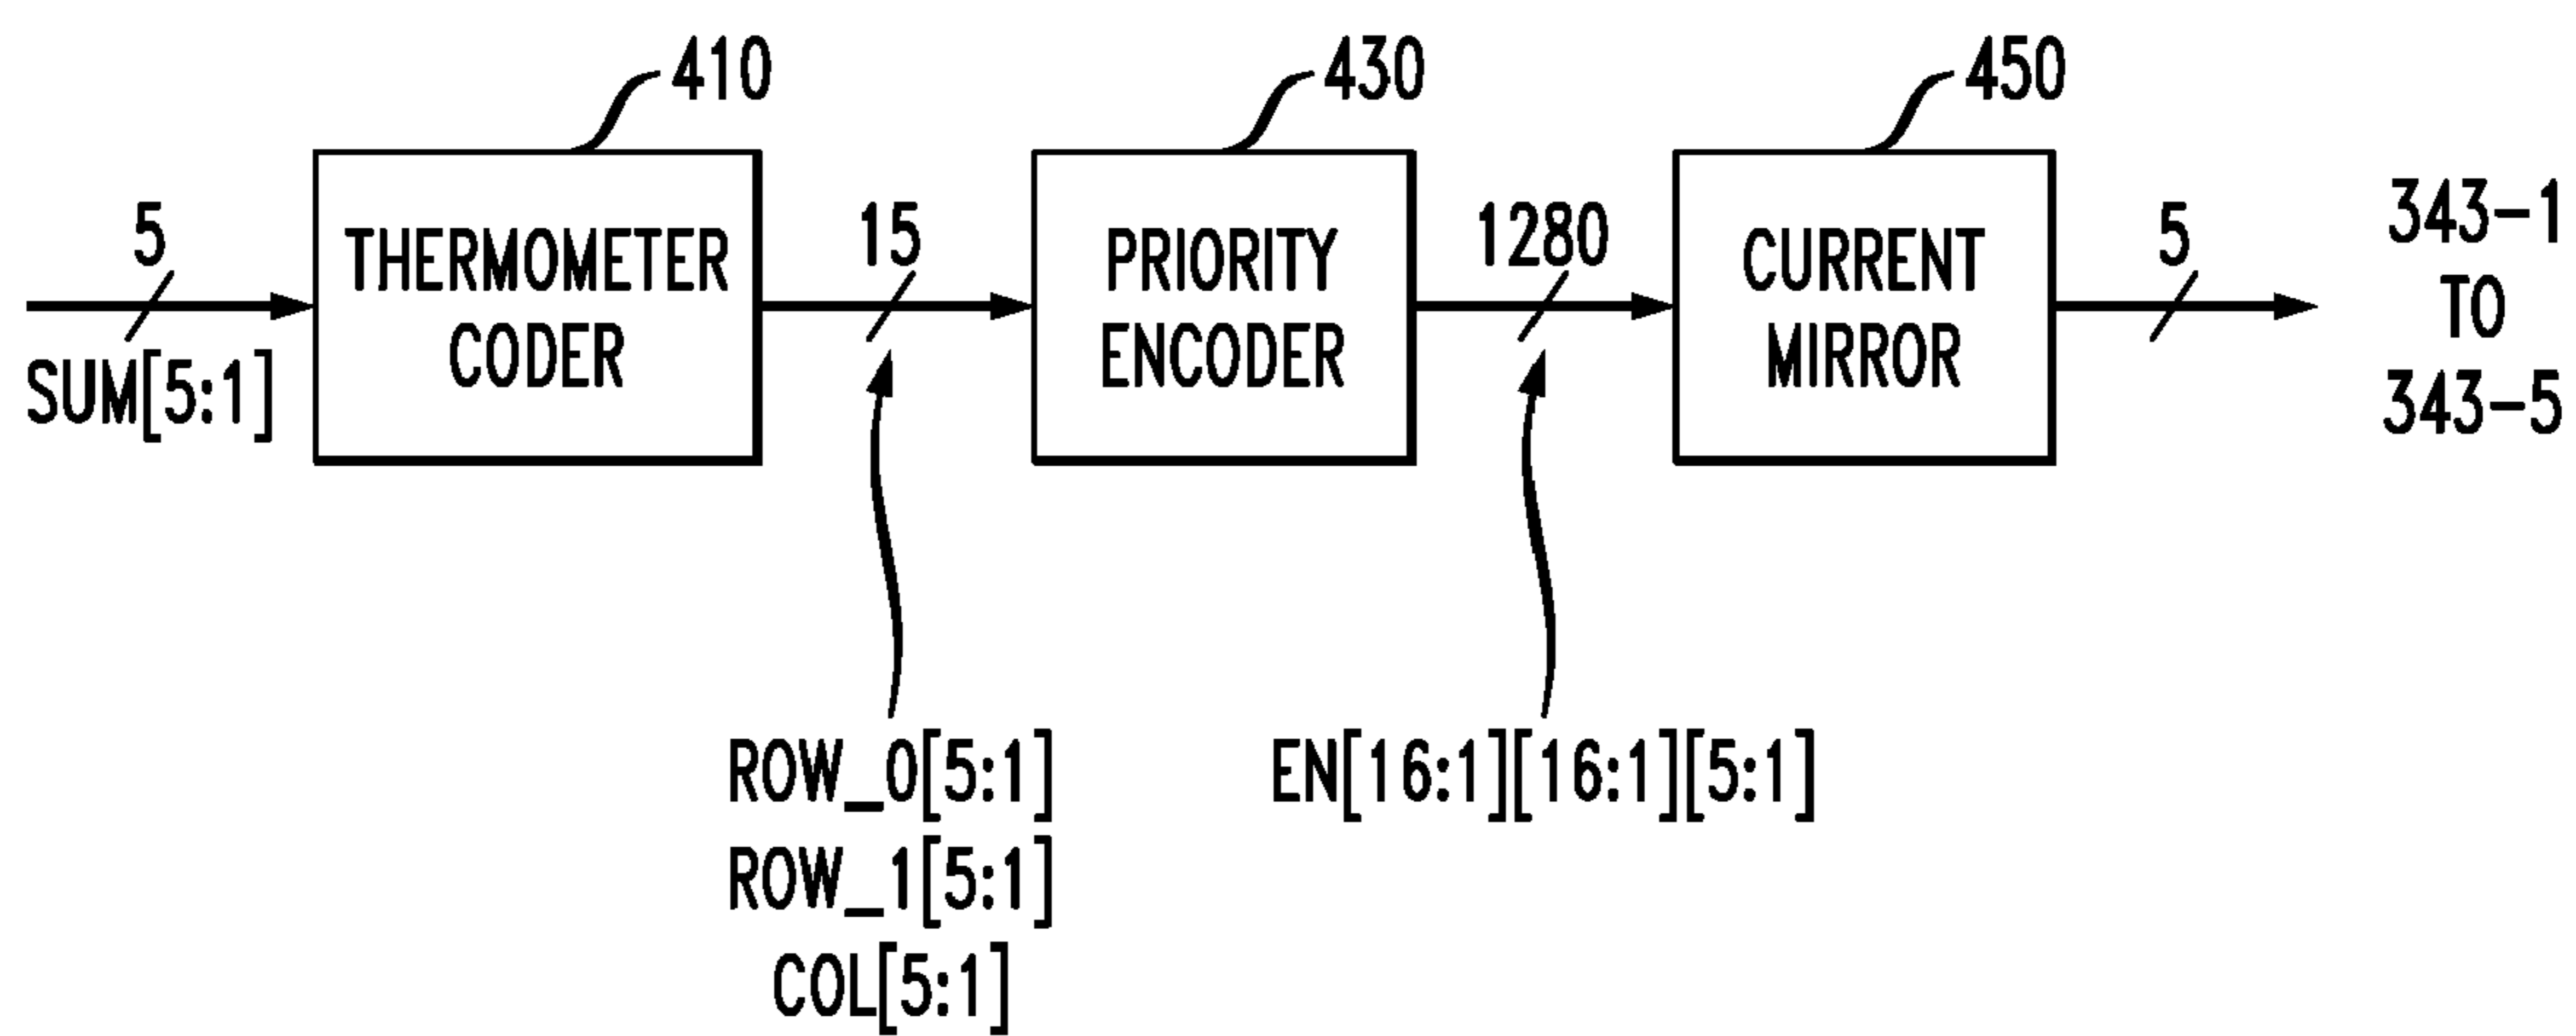 410
430
450
5
15
1280
5
THERMOMETER
CODER
PRIORITY
ENCODER
CURRENT
MIRROR
343-1
TO
343-5
SUM[5:1]
ROW_0[5:1]
ROW_1[5:1]
COL[5:1]
EN[16:1][16:1][5:1]